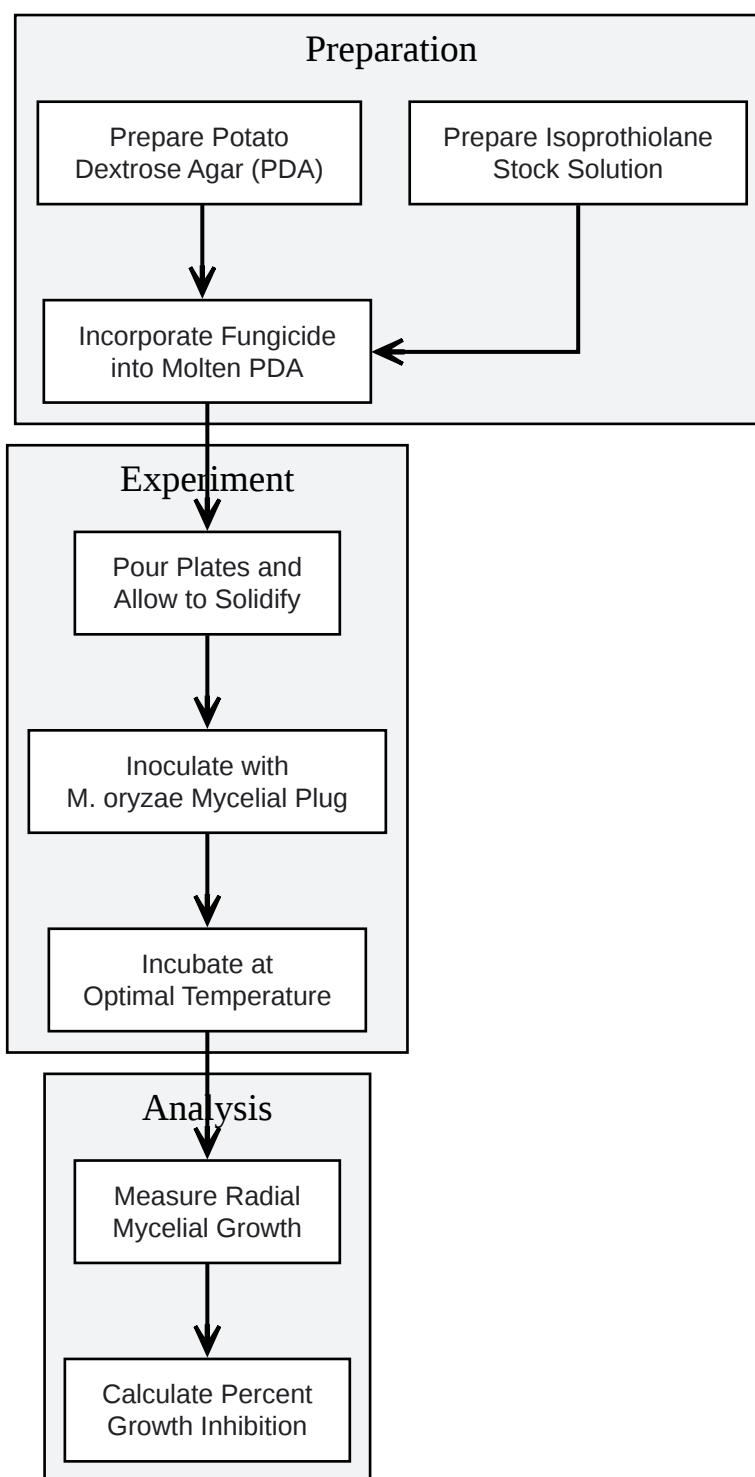 Preparation
Prepare Potato
Dextrose Agar (PDA)
Prepare Isoprothiolane
Stock Solution
Incorporate Fungicide
into Molten PDA
Experiment
Pour Plates and
Allow to Solidify
Inoculate with
M. oryzae Mycelial Plug
Incubate at
Optimal Temperature
Analysis
Measure Radial
Mycelial Growth
Calculate Percent
Growth Inhibition